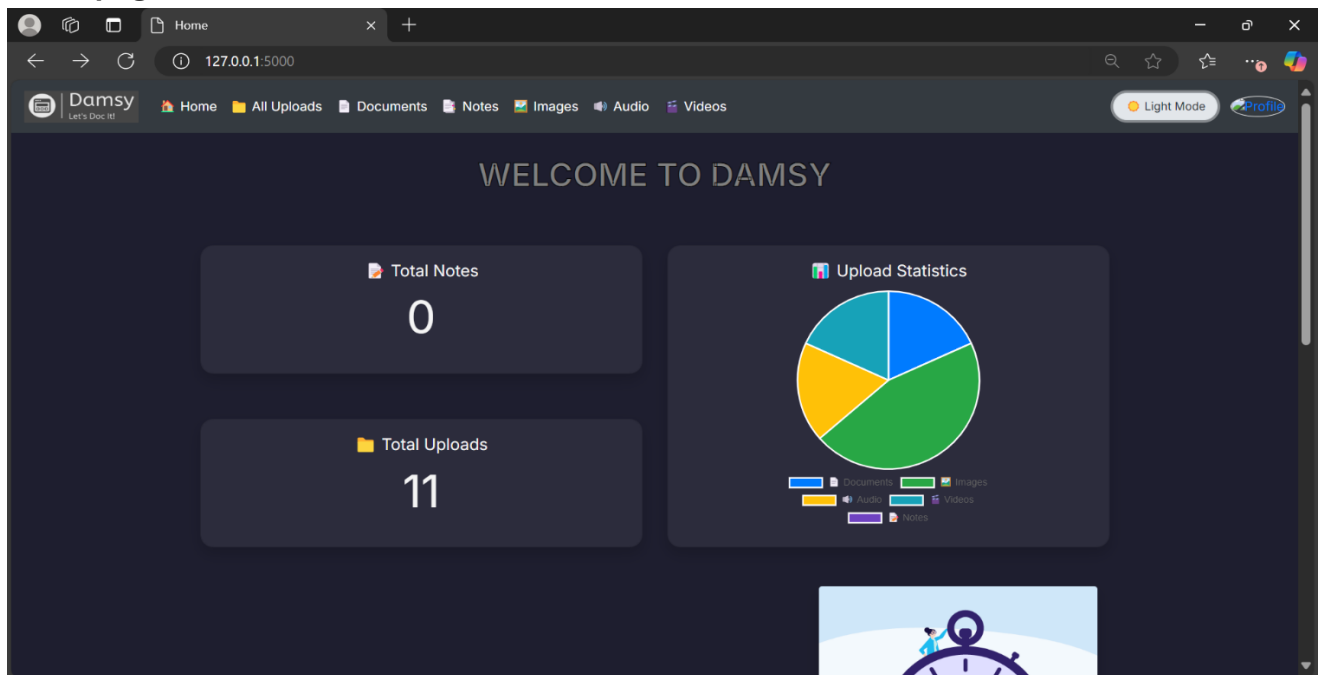 Home
127.0.0.1:5000
Damsy
Let's Doc It!
Home All Uploads Documents Notes Images Audio Videos
Light Mode
Profile
WELCOME TO DAMSY
Total Notes
0
Upload Statistics
Total Uploads
11
Documents Images
Audio Videos
Notes